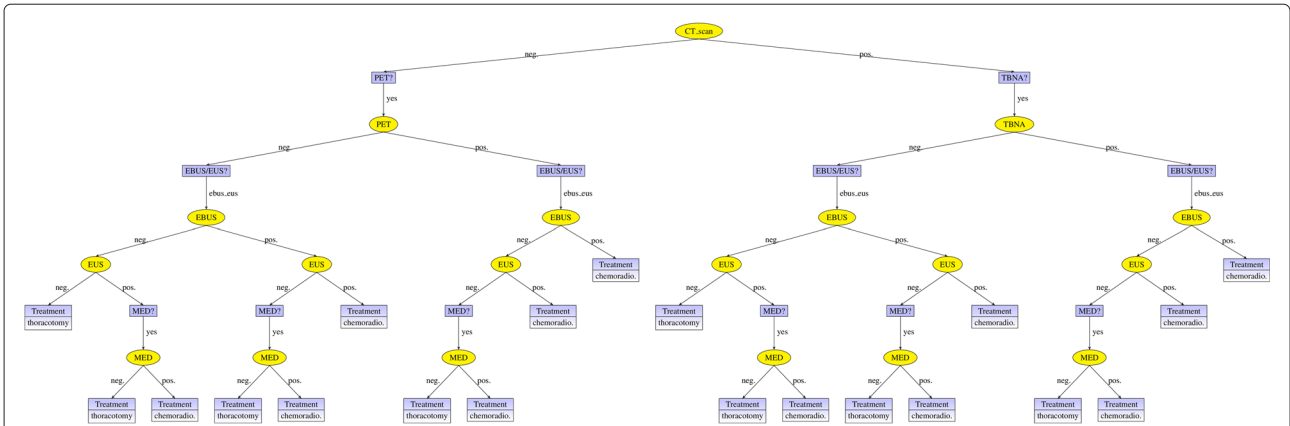 CT_scan
neg. pos.
PET? TBNA?
yes yes
PET TBNA
neg. pos. neg. pos.
EBUS/EUS? EBUS/EUS? EBUS/EUS? EBUS/EUS?
ebus_eus ebus_eus ebus_eus ebus_eus
EBUS EBUS EBUS EBUS
neg. pos. neg. pos. neg. pos. neg. pos.
EUS EUS EUS Treatment EUS EUS EUS Treatment
chemoradio. chemoradio.
neg. pos. neg. pos. neg. pos. neg. pos. neg. pos. neg. pos.
Treatment MED? MED? Treatment MED? Treatment Treatment MED? MED? Treatment MED? Treatment
thoracotomy chemoradio. chemoradio. thoracotomy chemoradio. chemoradio.
yes yes yes yes yes yes
MED MED MED MED MED MED
neg. pos. neg. pos. neg. pos. neg. pos. neg. pos. neg. pos.
Treatment Treatment Treatment Treatment Treatment Treatment Treatment Treatment Treatment Treatment Treatment Treatment
thoracotomy chemoradio. thoracotomy chemoradio. thoracotomy chemoradio. thoracotomy chemoradio. thoracotomy chemoradio. thoracotomy chemoradio.